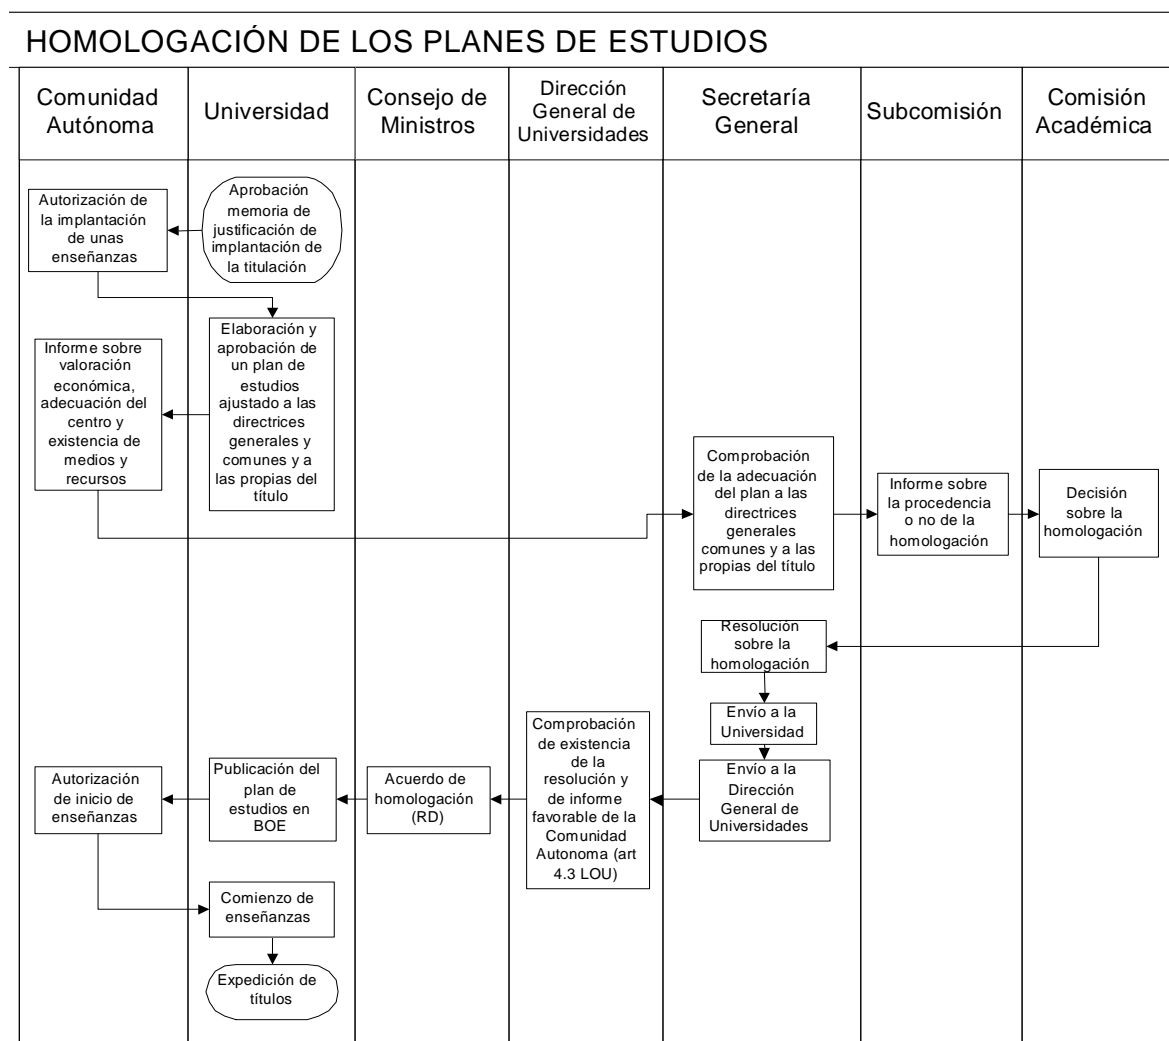 HOMOLOGACIÓN DE LOS PLANES DE ESTUDIOS
Comunidad
Autónoma
Universidad
Consejo de
Ministros
Dirección
General de
Universidades
Secretaría
General
Subcomisión
Comisión
Académica
Autorización de
la implantación
de unas
enseñanzas
Aprobación
memoria de
justificación de
implantación de
la titulación
Informe sobre
valoración
económica,
adecuación del
centro y
existencia de
medios y
recursos
Elaboración y
aprobación de
un plan de
estudios
ajustado a las
directrices
generales y
comunes y a
las propias del
título
Comprobación
de la adecuación
del plan a las
directrices
generales
comunes y a las
propias del título
Informe sobre
la procedencia
o no de la
homologación
Decisión
sobre la
homologación
Resolución
sobre la
homologación
Envío a la
Universidad
Envío a la
Dirección
General de
Universidades
Comprobación
de existencia
de la
resolución y
de informe
favorable de la
Comunidad
Autonoma (art
4.3 LOU)
Acuerdo de
homologación
(RD)
Publicación del
plan de
estudios en
BOE
Autorización
de inicio de
enseñanzas
Comienzo de
enseñanzas
Expedición de
títulos